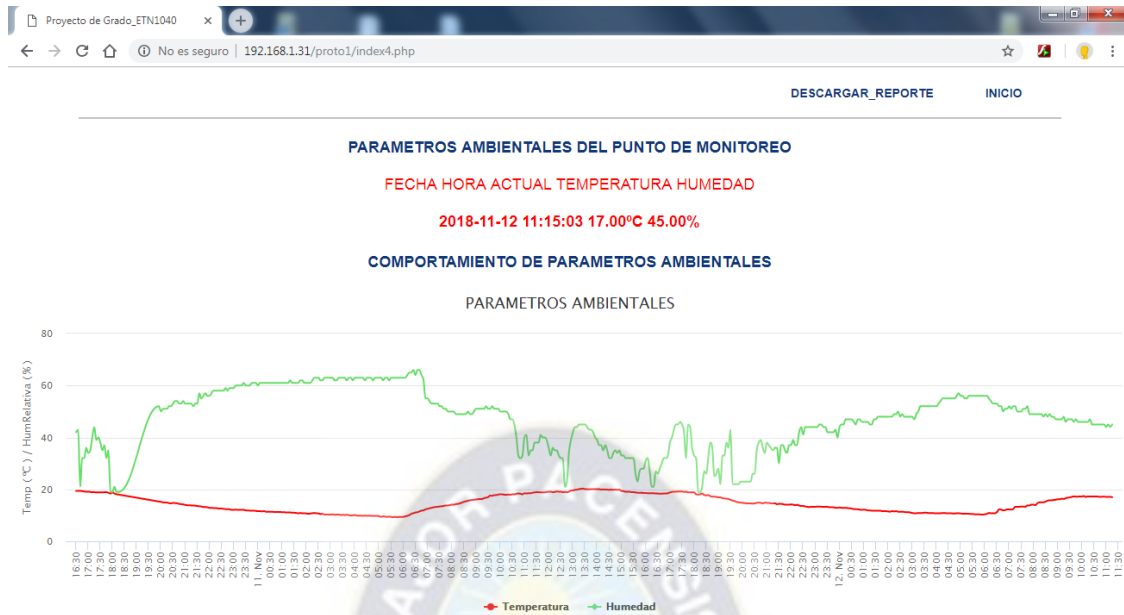 Proyecto de Grado_ETN1040
No es seguro | 192.168.1.31/proto1/index4.php
DESCARGAR_REPORTE INICIO
PARAMETROS AMBIENTALES DEL PUNTO DE MONITOREO
FECHA HORA ACTUAL TEMPERATURA HUMEDAD
2018-11-12 11:15:03 17.00ºC 45.00%
COMPORTAMIENTO DE PARAMETROS AMBIENTALES
PARAMETROS AMBIENTALES
Temp (ºC) / HumRelativa (%)
80
60
40
20
0
16:30 17:00 17:30 18:00 18:30 19:00 19:30 20:00 20:30 21:00 21:30 22:00 22:30 23:00 23:30 11. Nov 00:30 01:00 01:30 02:00 02:30 03:00 03:30 04:00 04:30 05:00 05:30 06:00 06:30 07:00 07:30 08:00 08:30 09:00 09:30 10:00 10:30 11:00 11:30 12:00 12:30 13:00 13:30 14:00 14:30 15:00 15:30 16:00 16:30 17:00 17:30 18:00 18:30 19:00 19:30 20:00 20:30 21:00 21:30 22:00 22:30 23:00 23:30 12. Nov 00:30 01:00 01:30 02:00 02:30 03:00 03:30 04:00 04:30 05:00 05:30 06:00 06:30 07:00 07:30 08:00 08:30 09:00 09:30 10:00 10:30 11:00 11:30
Temperatura Humedad